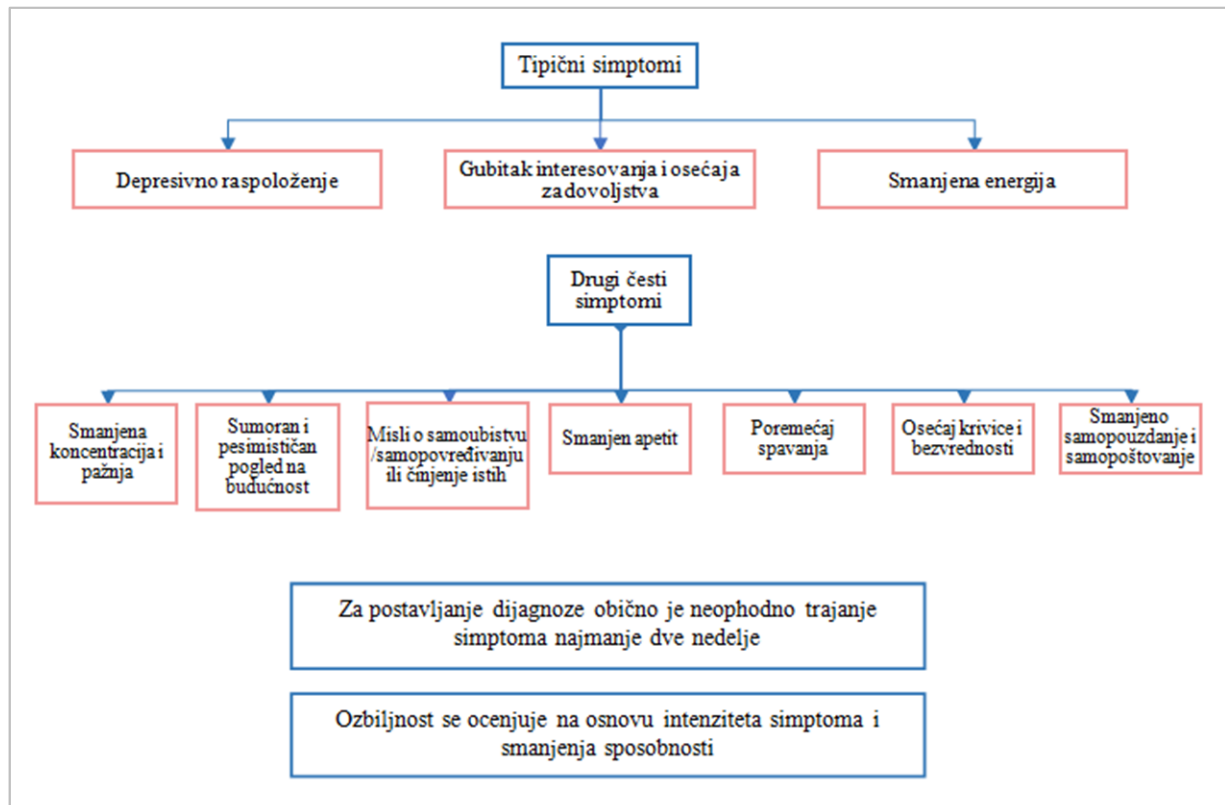 Tipični simptomi
Depresivno raspoloženje
Gubitak interesovanja i osećaja
zadovoljstva
Smanjena energija
Drugi česti
simptomi
Smanjena
koncentracija i
pažnja
Sumoran i
pesimističan
pogled na
budućnost
Misli o samoubistvu
/samopovređivanju
ili činjenje istih
Smanjen apetit
Poremećaj
spavanja
Osećaj krivice i
bezvrednosti
Smanjeno
samopouzdanje i
samopoštovanje
Za postavljanje dijagnoze obično je neophodno trajanje
simptoma najmanje dve nedelje
Ozbiljnost se ocenjuje na osnovu intenziteta simptoma i
smanjenja sposobnosti